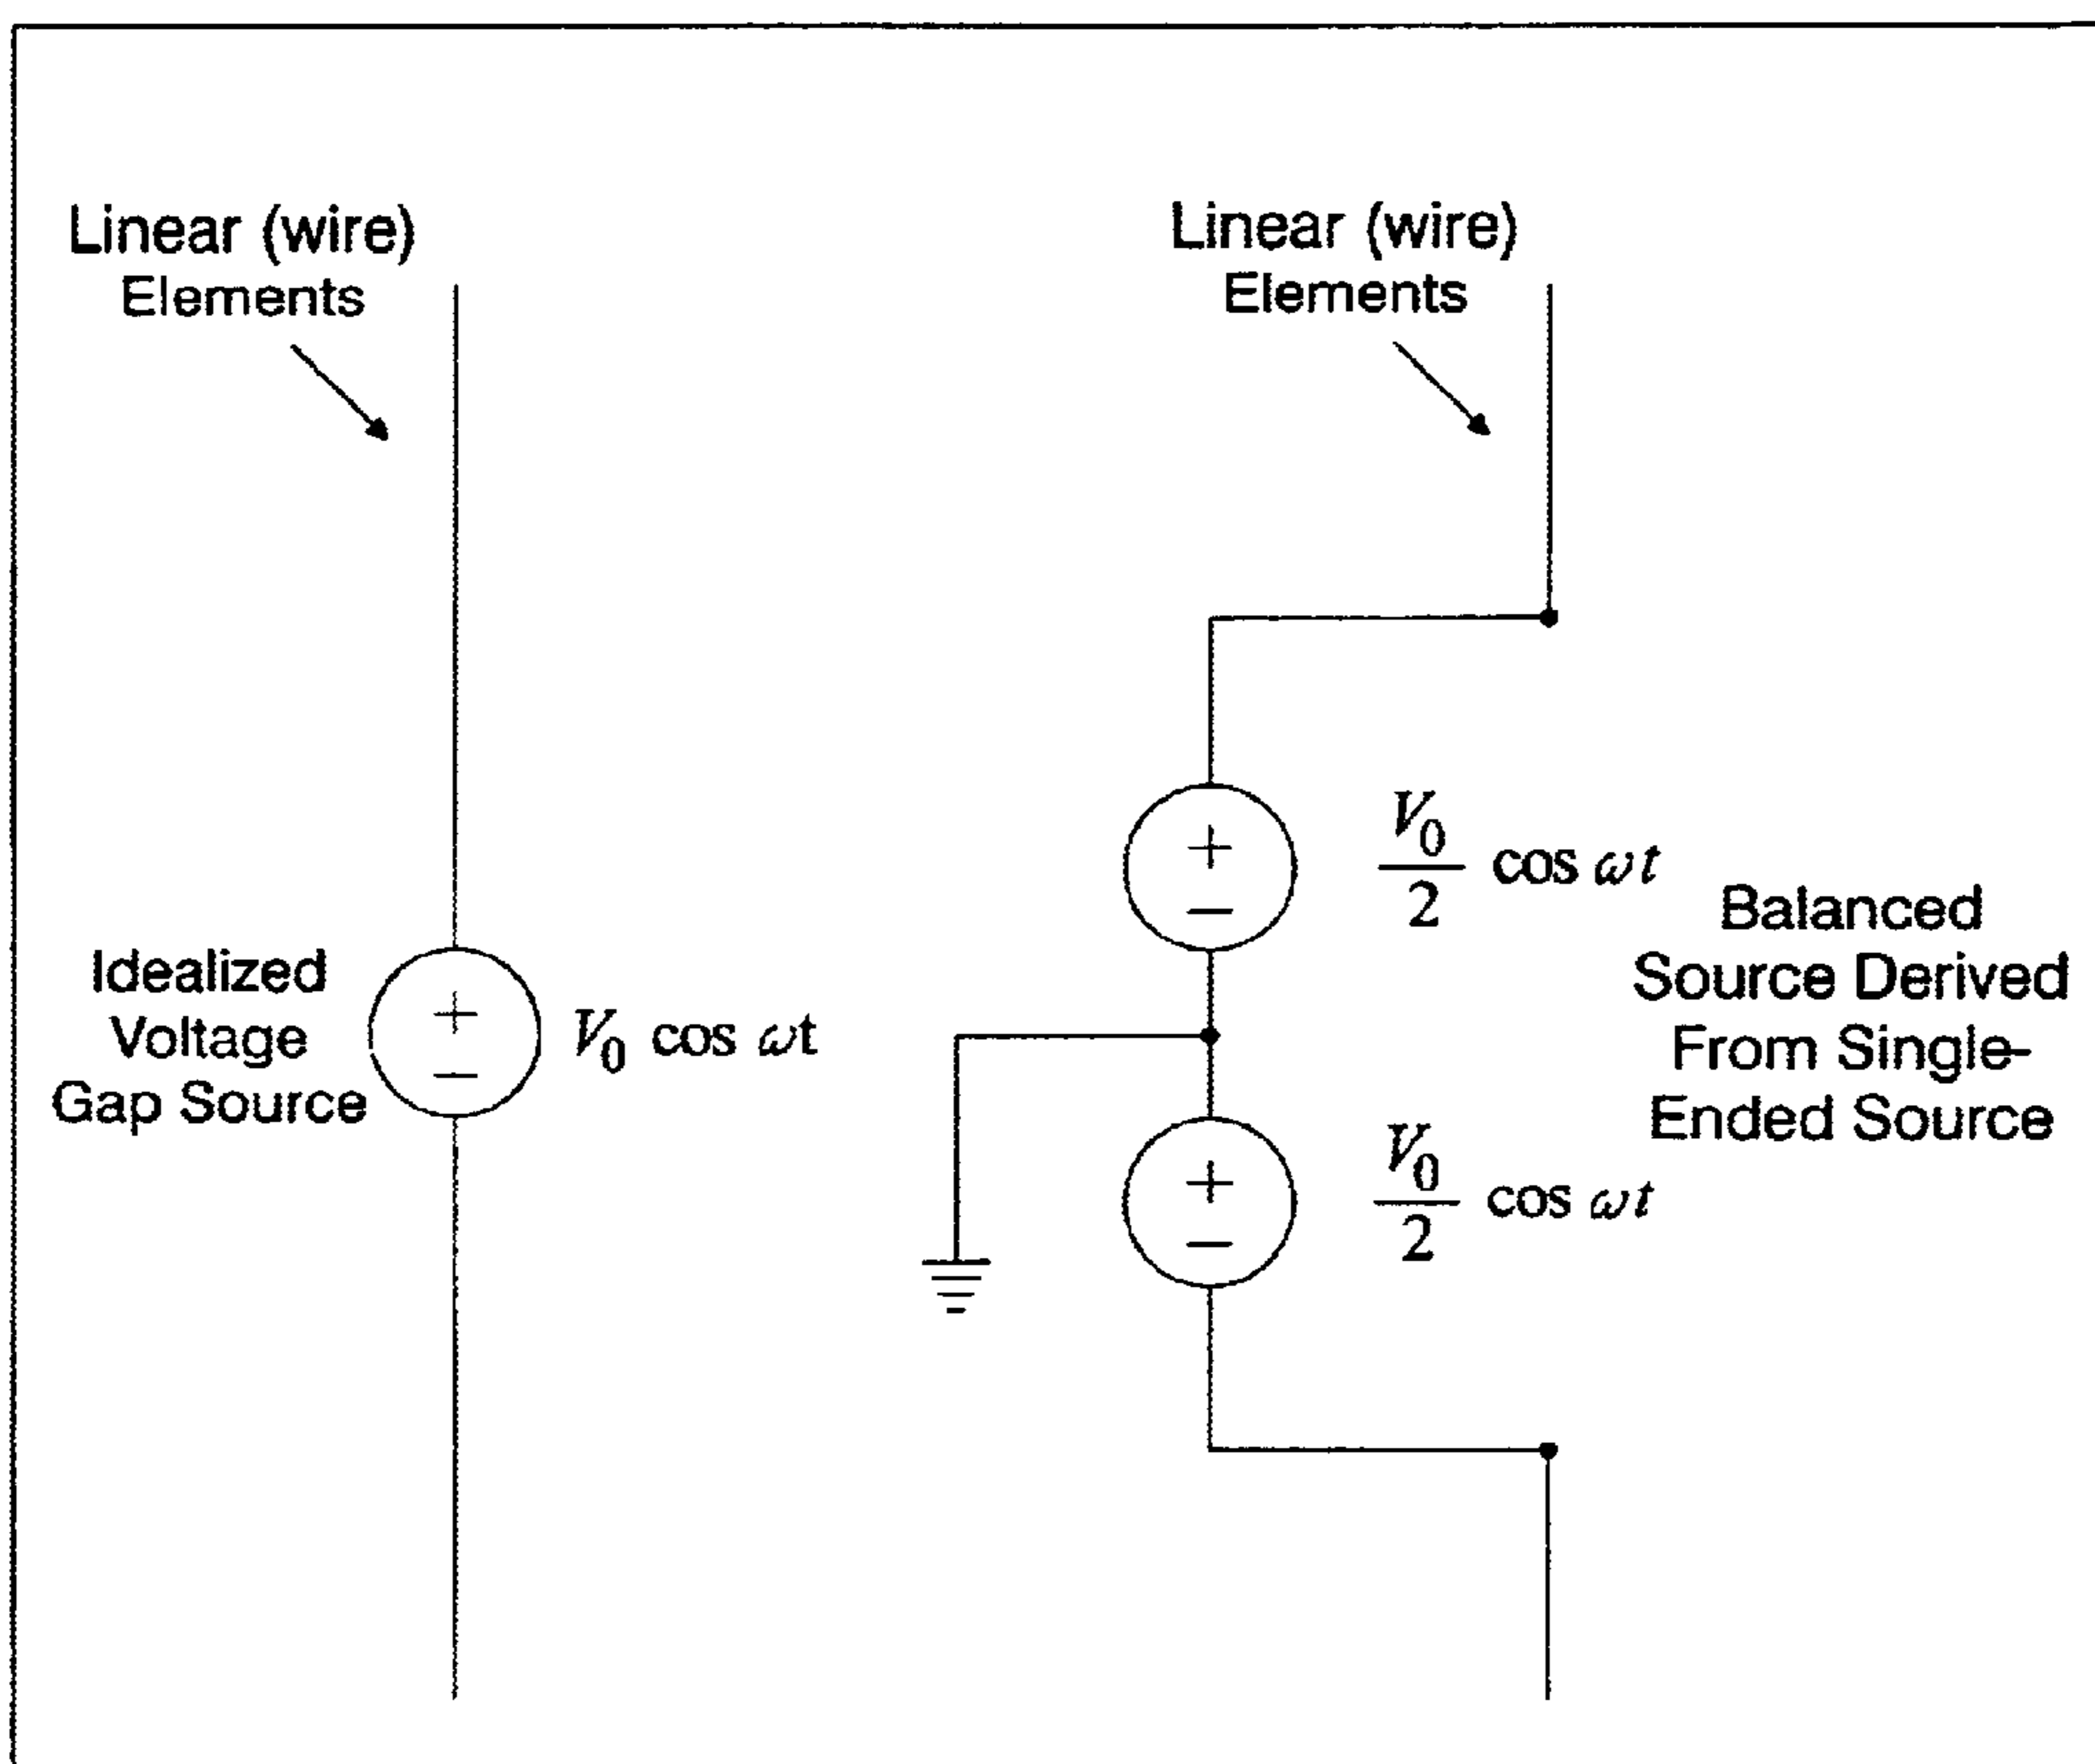 Linear (wire)
Elements
Idealized
Voltage
Gap Source
+
−
V₀ cos ωt
Linear (wire)
Elements
+
−
V₀/2 cos ωt
+
−
V₀/2 cos ωt
Balanced
Source Derived
From Single-
Ended Source